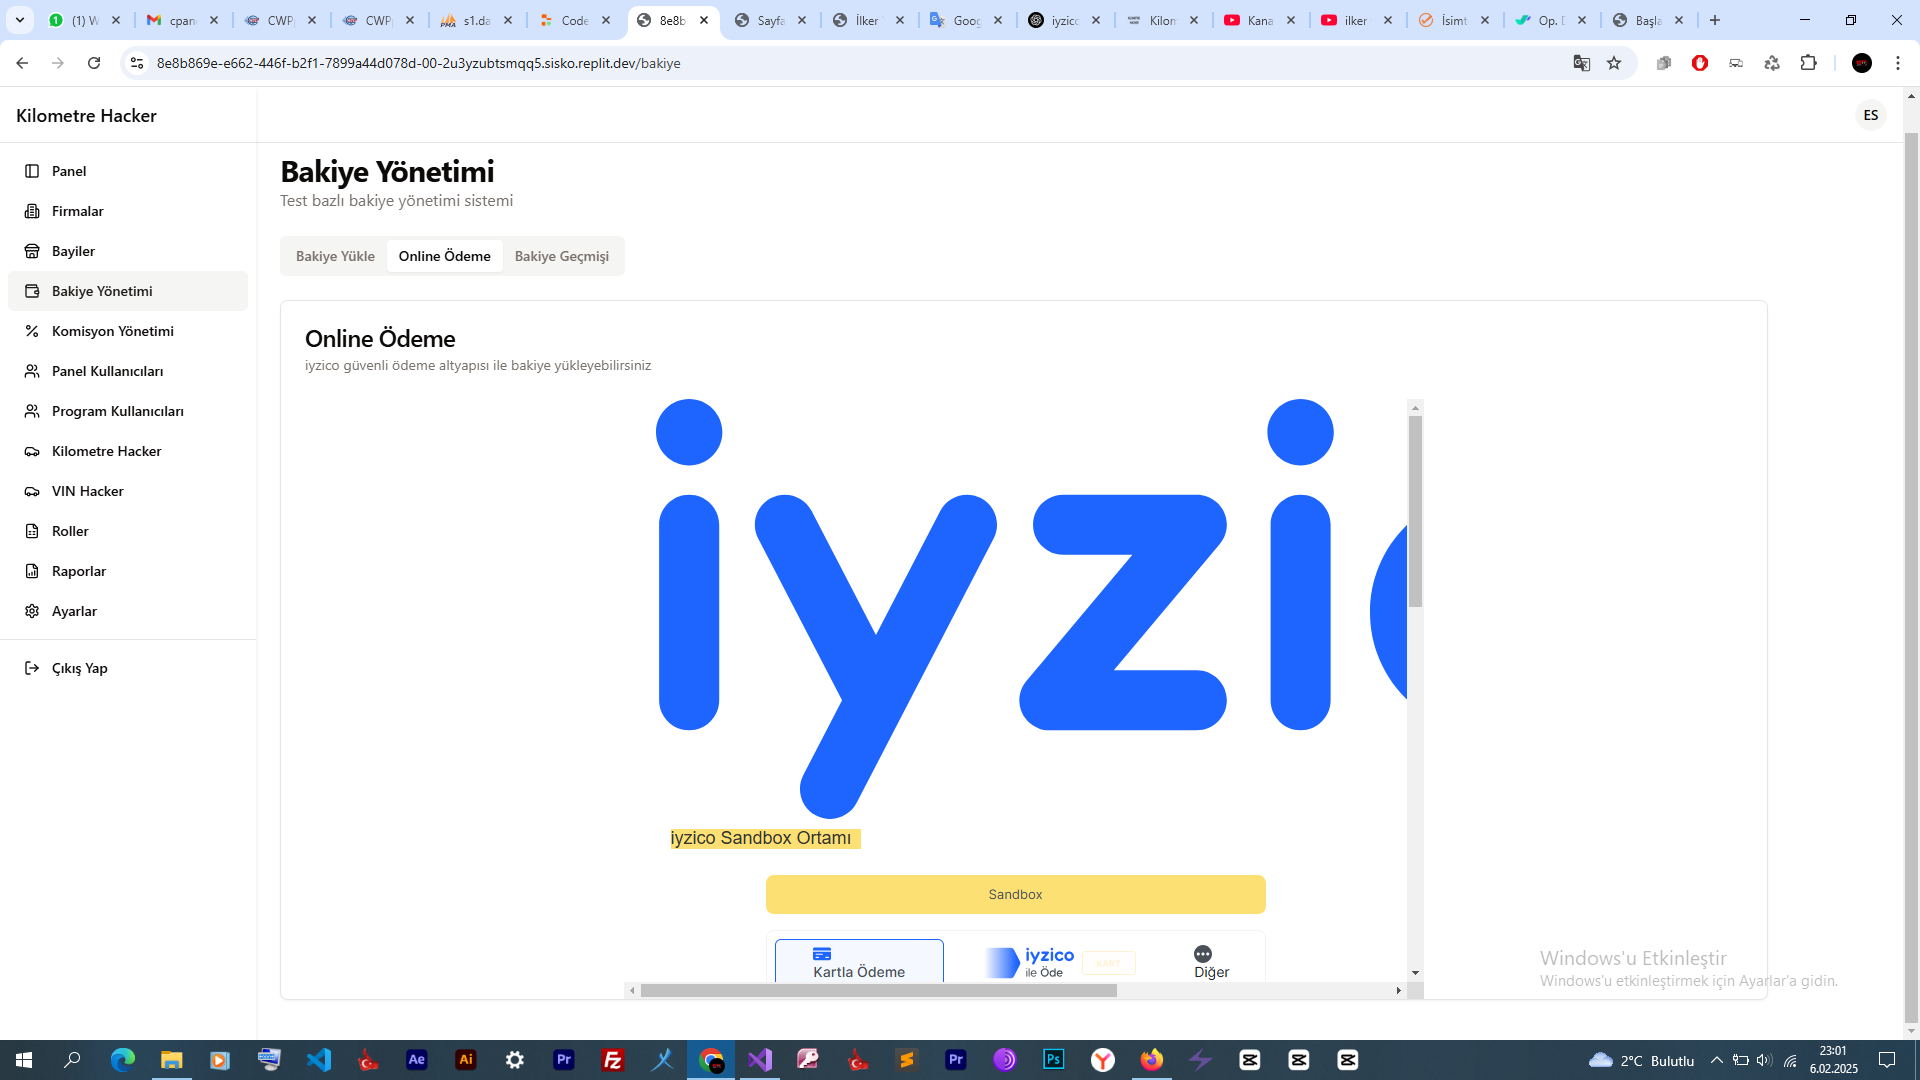 (1) W
cpan
CWP
CWP
s1.da
Code
8e8b
Sayfa
İlker
Goog
iyzico
Kilon
Kana
ilker
İsimt
Op. D
Başla
8e8b869e-e662-446f-b2f1-7899a44d078d-00-2u3yzubtsmqq5.sisko.replit.dev/bakiye
Kilometre Hacker
ES
Panel
Firmalar
Bayiler
Bakiye Yönetimi
Komisyon Yönetimi
Panel Kullanıcıları
Program Kullanıcıları
Kilometre Hacker
VIN Hacker
Roller
Raporlar
Ayarlar
Çıkış Yap
Bakiye Yönetimi
Test bazlı bakiye yönetimi sistemi
Bakiye Yükle
Online Ödeme
Bakiye Geçmişi
Online Ödeme
iyzico güvenli ödeme altyapısı ile bakiye yükleyebilirsiniz
iyzic
iyzico Sandbox Ortamı
Sandbox
Kartla Ödeme
iyzico
ile Öde
Diğer
Windows'u Etkinleştir
Windows'u etkinleştirmek için Ayarlar'a gidin.
2°C Bulutlu
23:01
6.02.2025